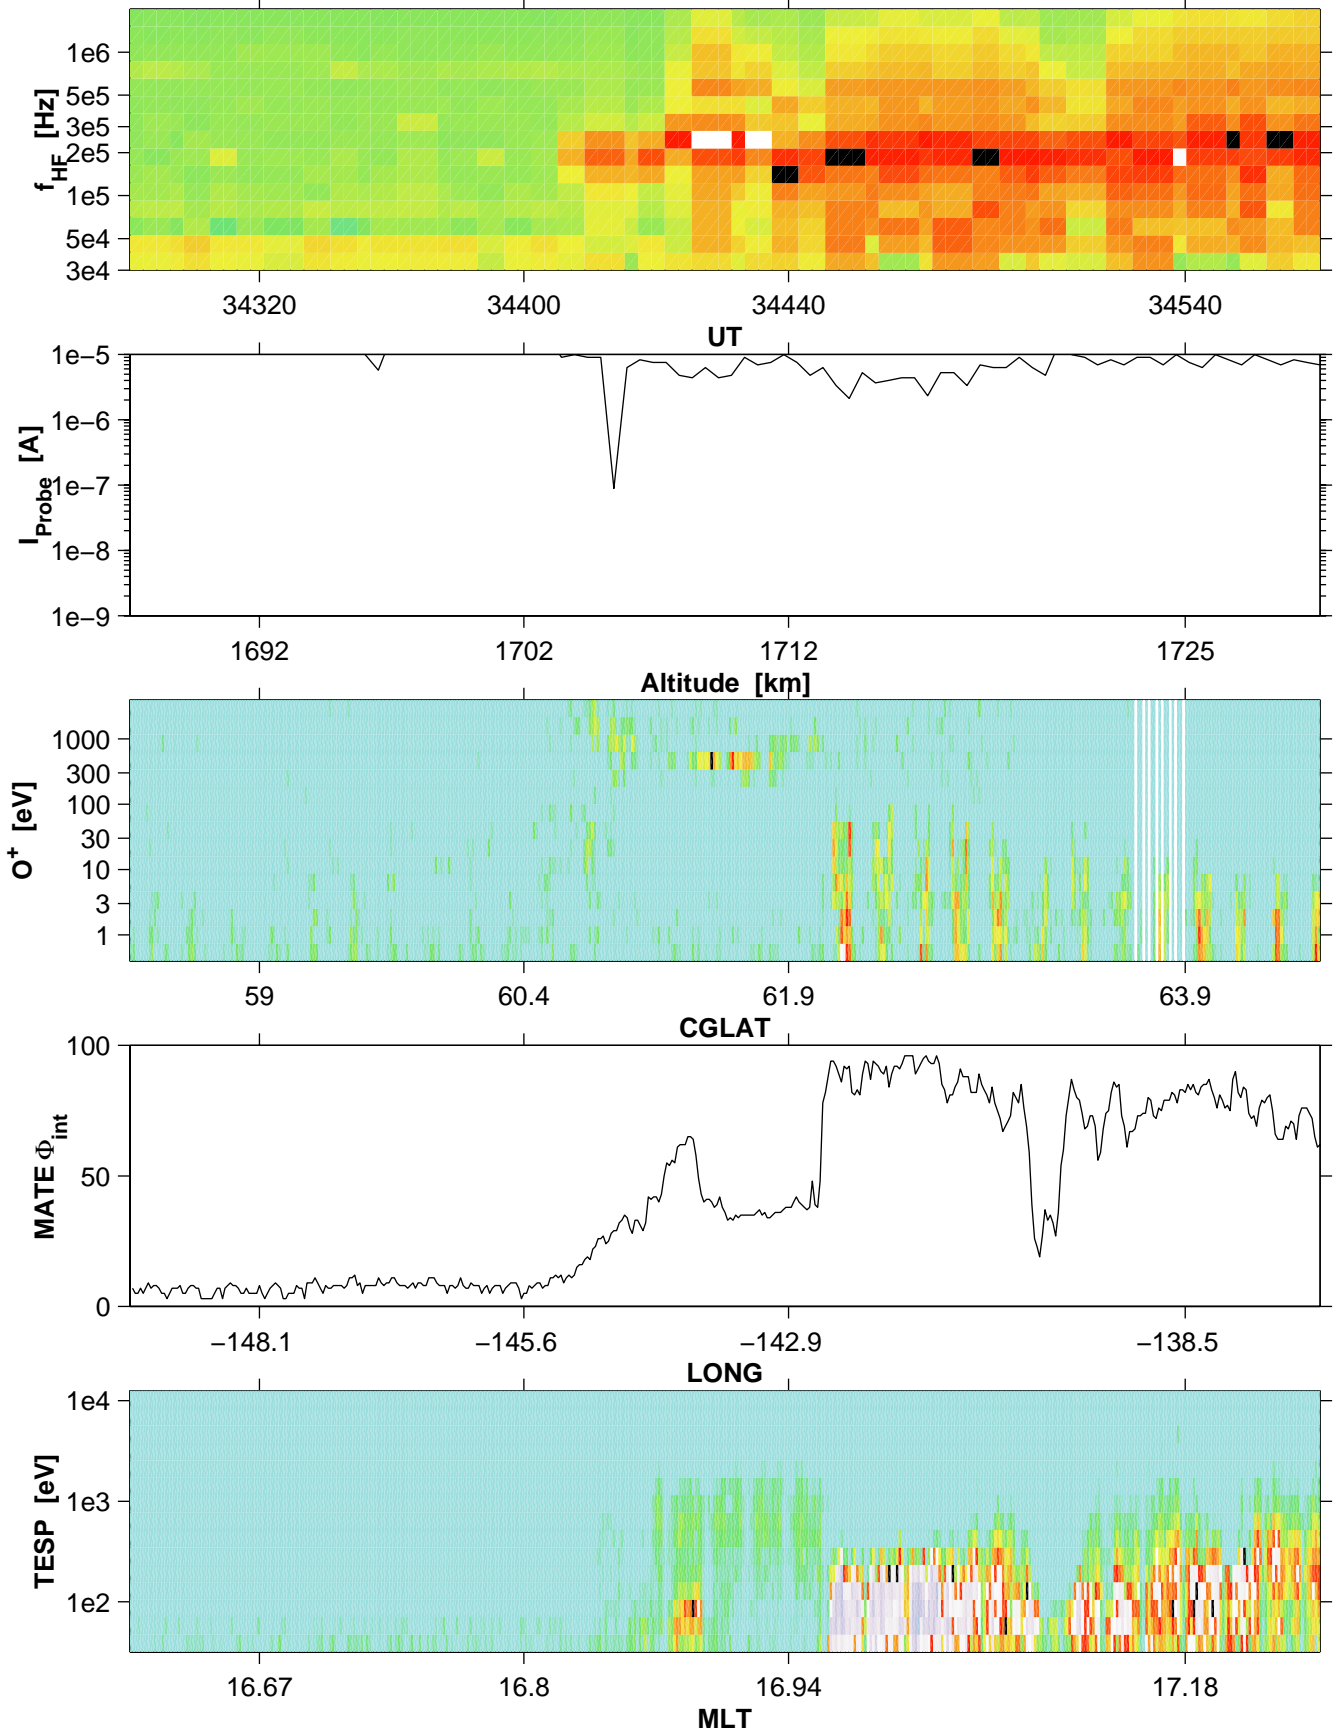 1e6
5e5
3e5
2e5
1e5
5e4
3e4
f_HF [Hz]
34320 34400 34440 34540
UT
1e−5
1e−6
1e−7
1e−8
1e−9
I_Probe [A]
1692 1702 1712 1725
Altitude [km]
1000
300
100
30
10
3
1
O⁺ [eV]
59 60.4 61.9 63.9
CGLAT
100
50
0
MATE Φ_int
−148.1 −145.6 −142.9 −138.5
LONG
1e4
1e3
1e2
TESP [eV]
16.67 16.8 16.94 17.18
MLT